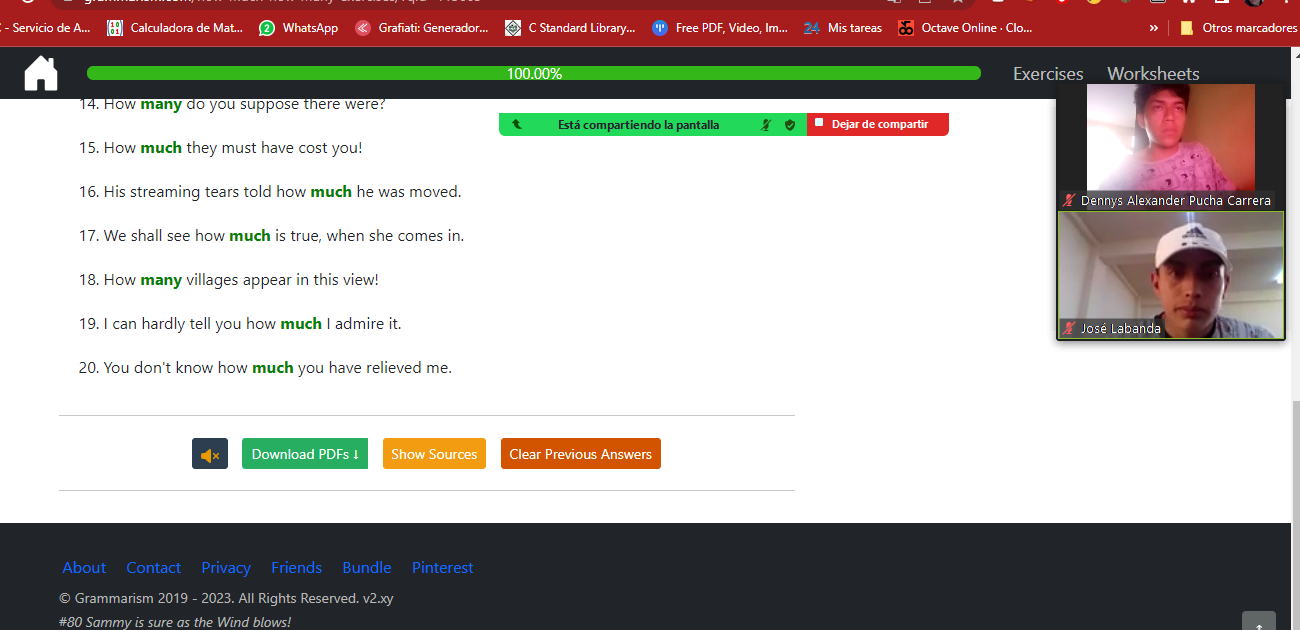 - Servicio de A...
Calculadora de Mat...
2
WhatsApp
Grafiati: Generador...
C Standard Library...
Free PDF, Video, Im...
24
Mis tareas
Octave Online · Clo...
»
Otros marcadores
100.00%
Exercises
Worksheets
14. How many do you suppose there were?
Está compartiendo la pantalla
Dejar de compartir
15. How much they must have cost you!
16. His streaming tears told how much he was moved.
Dennys Alexander Pucha Carrera
17. We shall see how much is true, when she comes in.
18. How many villages appear in this view!
19. I can hardly tell you how much I admire it.
José Labanda
20. You don't know how much you have relieved me.
Download PDFs ↓
Show Sources
Clear Previous Answers
About
Contact
Privacy
Friends
Bundle
Pinterest
© Grammarism 2019 - 2023. All Rights Reserved. v2.xy
#80 Sammy is sure as the Wind blows!
↑